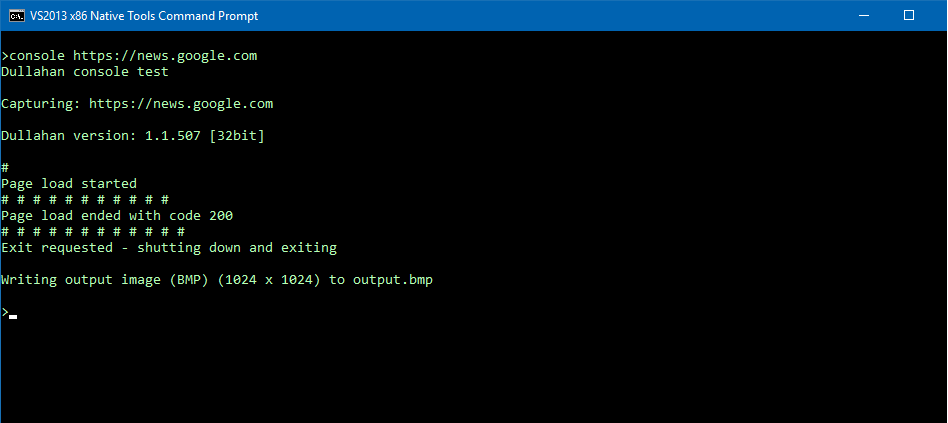 VS2013 x86 Native Tools Command Prompt
>console https://news.google.com
Dullahan console test
Capturing: https://news.google.com
Dullahan version: 1.1.507 [32bit]
#
Page load started
# # # # # # # # # # #
Page load ended with code 200
# # # # # # # # # # # #
Exit requested - shutting down and exiting
Writing output image (BMP) (1024 x 1024) to output.bmp
>